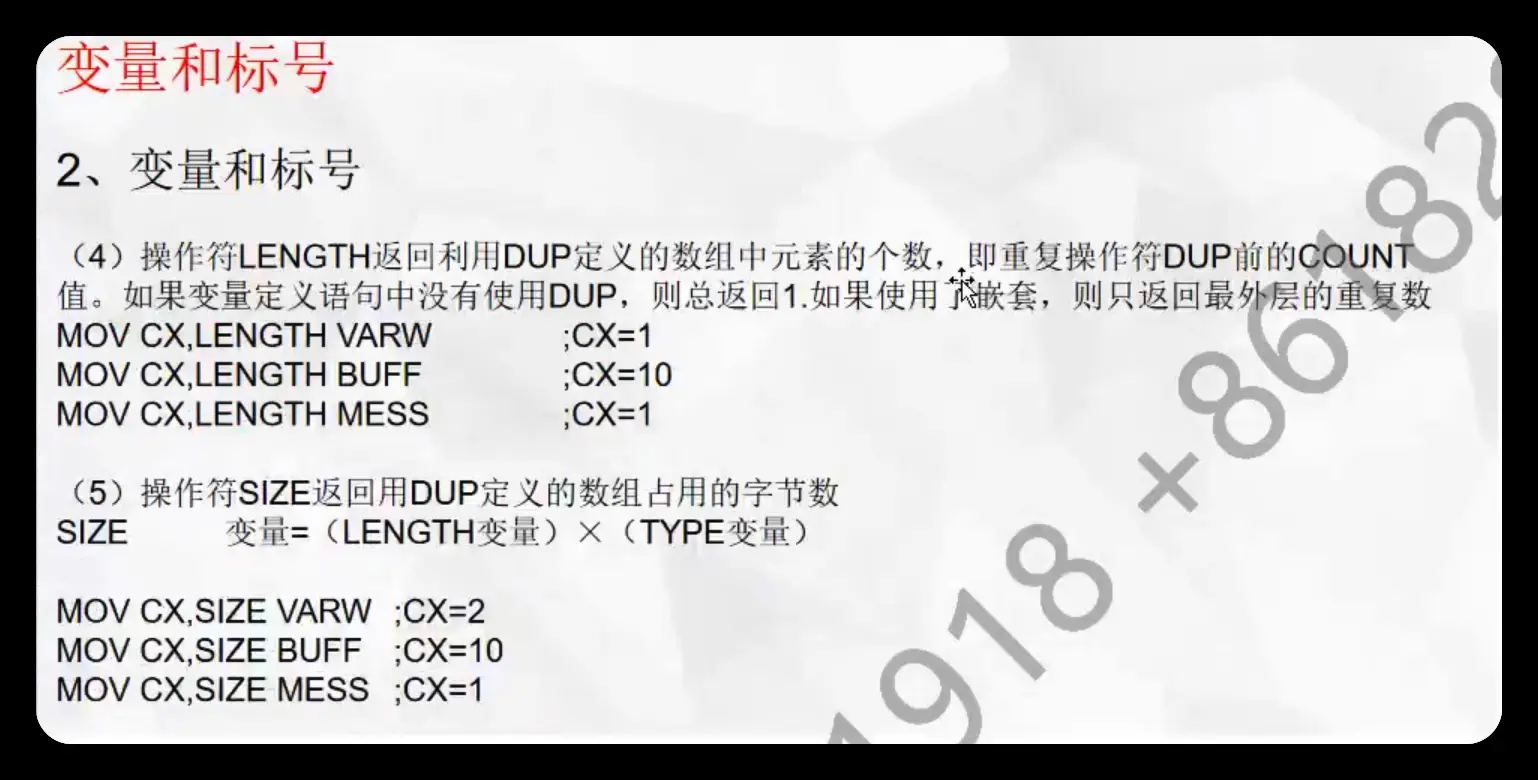 变量和标号
2、变量和标号
（4）操作符LENGTH返回利用DUP定义的数组中元素的个数，即重复操作符DUP前的COUNT
值。如果变量定义语句中没有使用DUP，则总返回1.如果使用了嵌套，则只返回最外层的重复数
MOV CX,LENGTH VARW ;CX=1
MOV CX,LENGTH BUFF ;CX=10
MOV CX,LENGTH MESS ;CX=1
（5）操作符SIZE返回用DUP定义的数组占用的字节数
SIZE 变量=（LENGTH变量）×（TYPE变量）
MOV CX,SIZE VARW ;CX=2
MOV CX,SIZE BUFF ;CX=10
MOV CX,SIZE MESS ;CX=1
1918 +86182